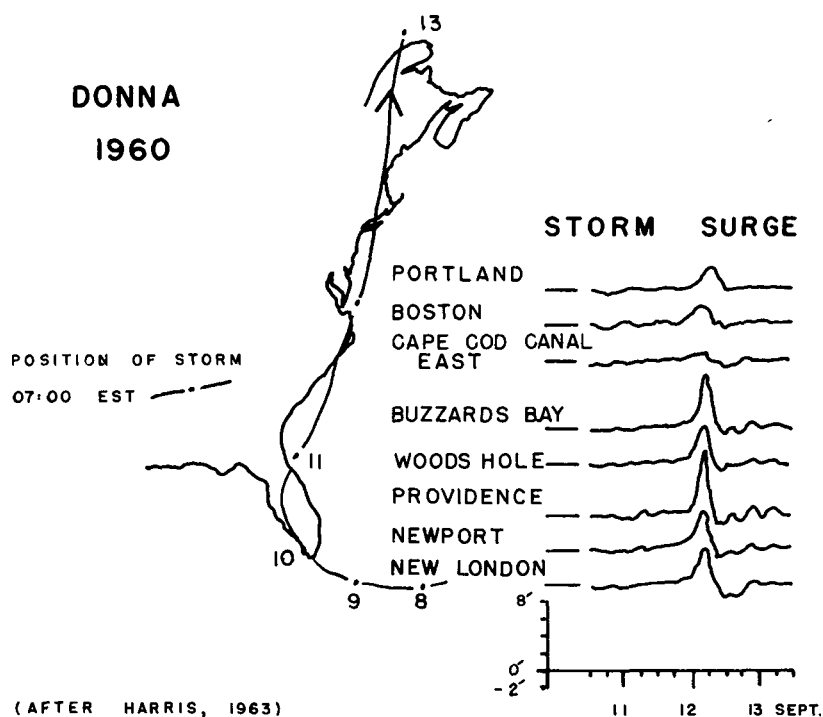 13
DONNA
1960
STORM SURGE
PORTLAND
BOSTON
CAPE COD CANAL
EAST
POSITION OF STORM
07:00 EST
BUZZARDS BAY
11
WOODS HOLE
PROVIDENCE
NEWPORT
10
NEW LONDON
9
8
8'
0'
-2'
11 12 13 SEPT.
(AFTER HARRIS, 1963)